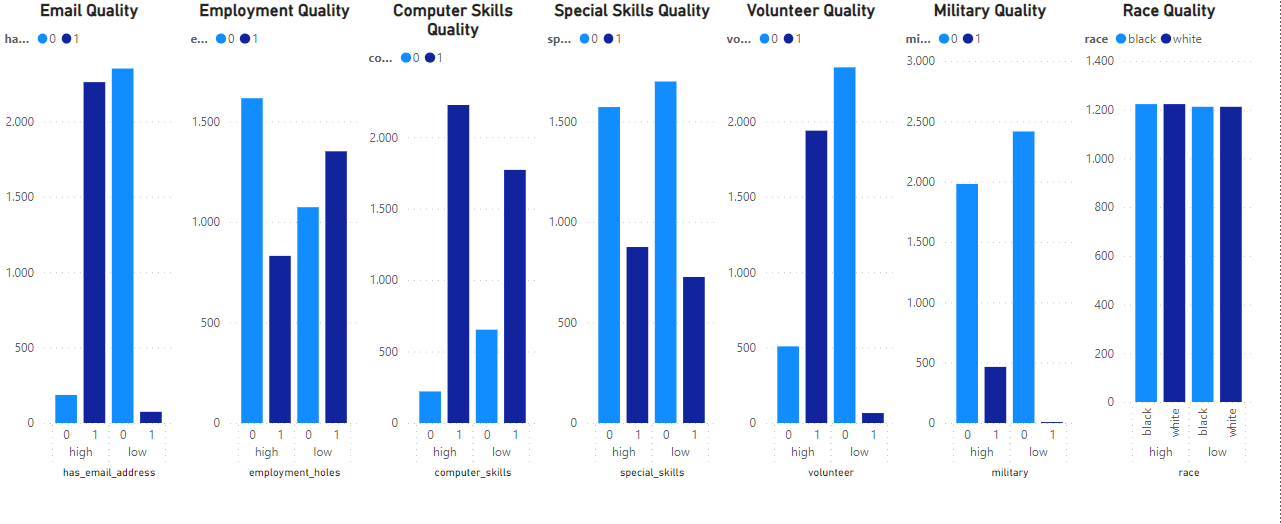 Email Quality
ha... 0 1
2.000
1.500
1.000
500
0
0 1 0 1
high low
has_email_address
Employment Quality
e... 0 1
1.500
1.000
500
0
0 1 0 1
high low
employment_holes
Computer Skills
Quality
co... 0 1
2.000
1.500
1.000
500
0
0 1 0 1
high low
computer_skills
Special Skills Quality
sp... 0 1
1.500
1.000
500
0
0 1 0 1
high low
special_skills
Volunteer Quality
vo... 0 1
2.000
1.500
1.000
500
0
0 1 0 1
high low
volunteer
Military Quality
mi... 0 1
3.000
2.500
2.000
1.500
1.000
500
0
0 1 0 1
high low
military
Race Quality
race black white
1.400
1.200
1.000
800
600
400
200
0
black white black white
high low
race